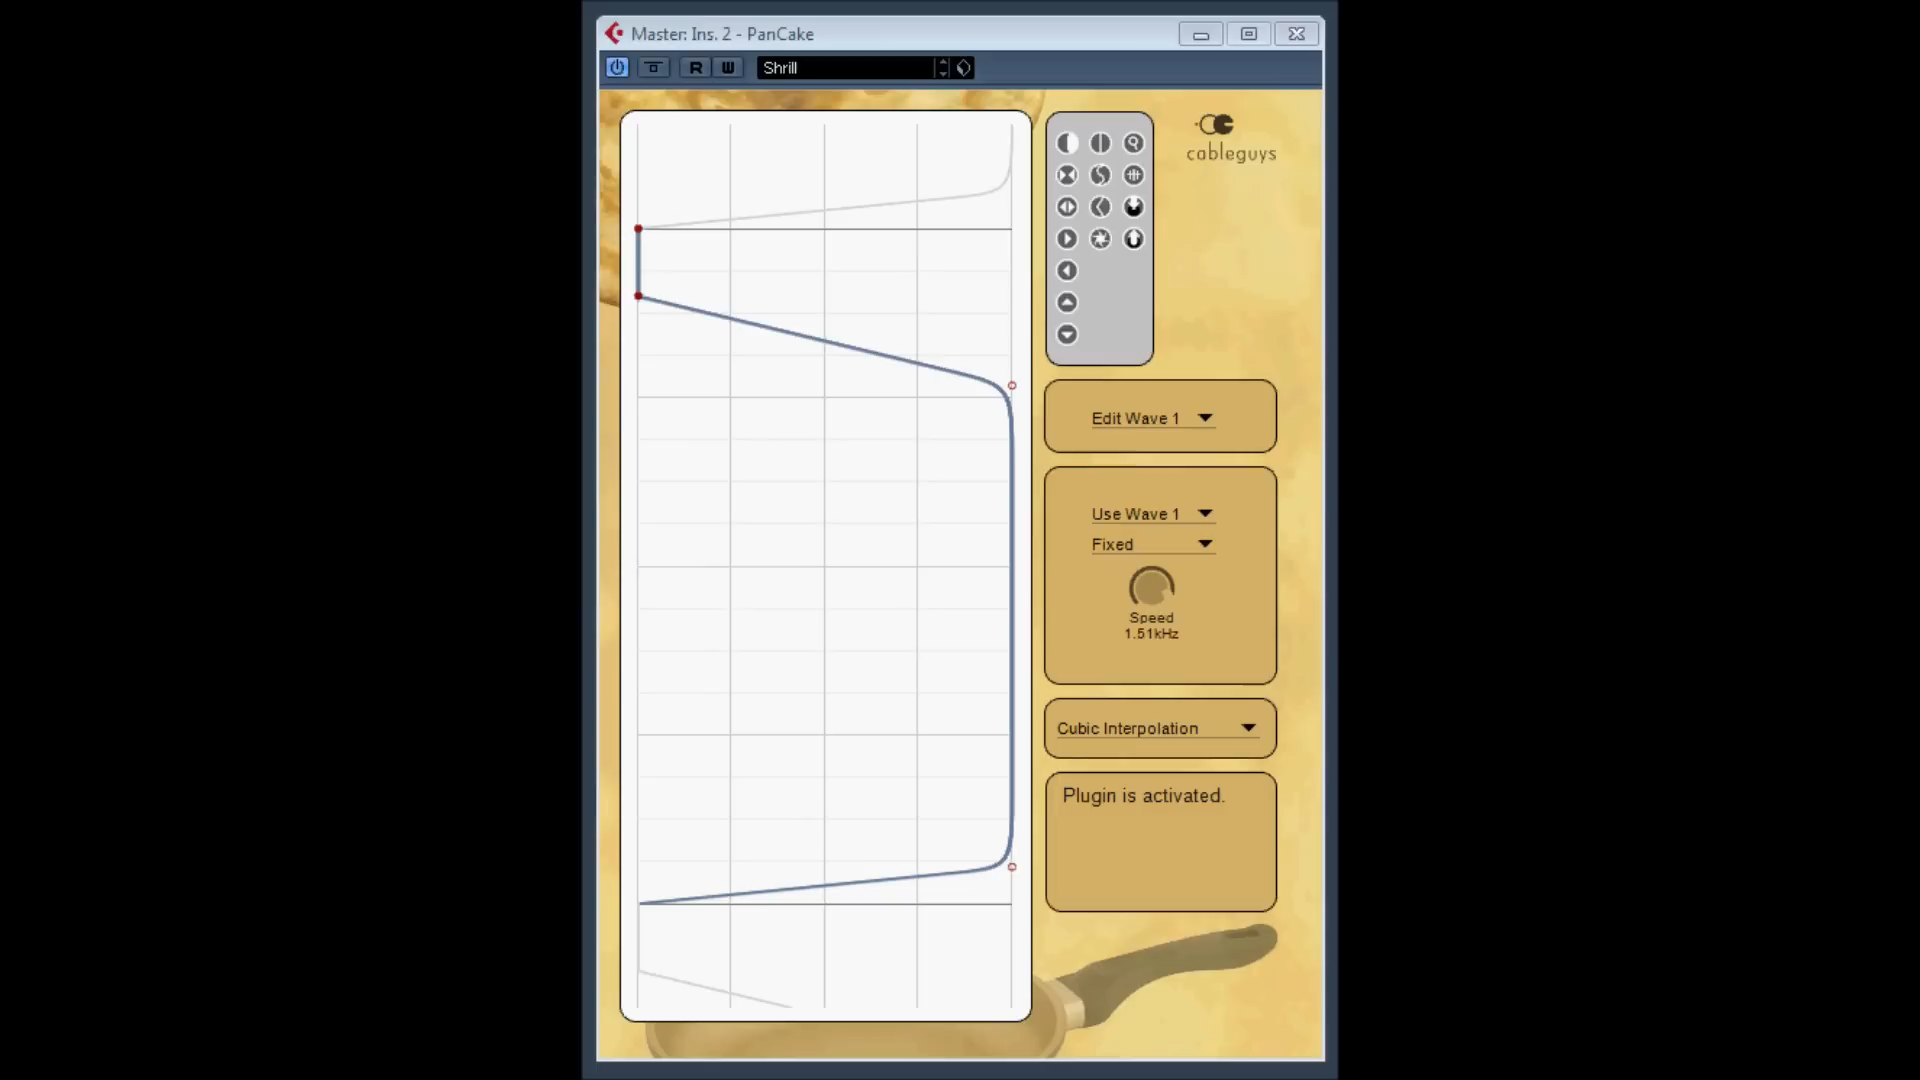 Master: Ins. 2 - PanCake
R W Shrill
cableguys
Edit Wave 1
Use Wave 1
Fixed
Speed
1.51kHz
Cubic Interpolation
Plugin is activated.